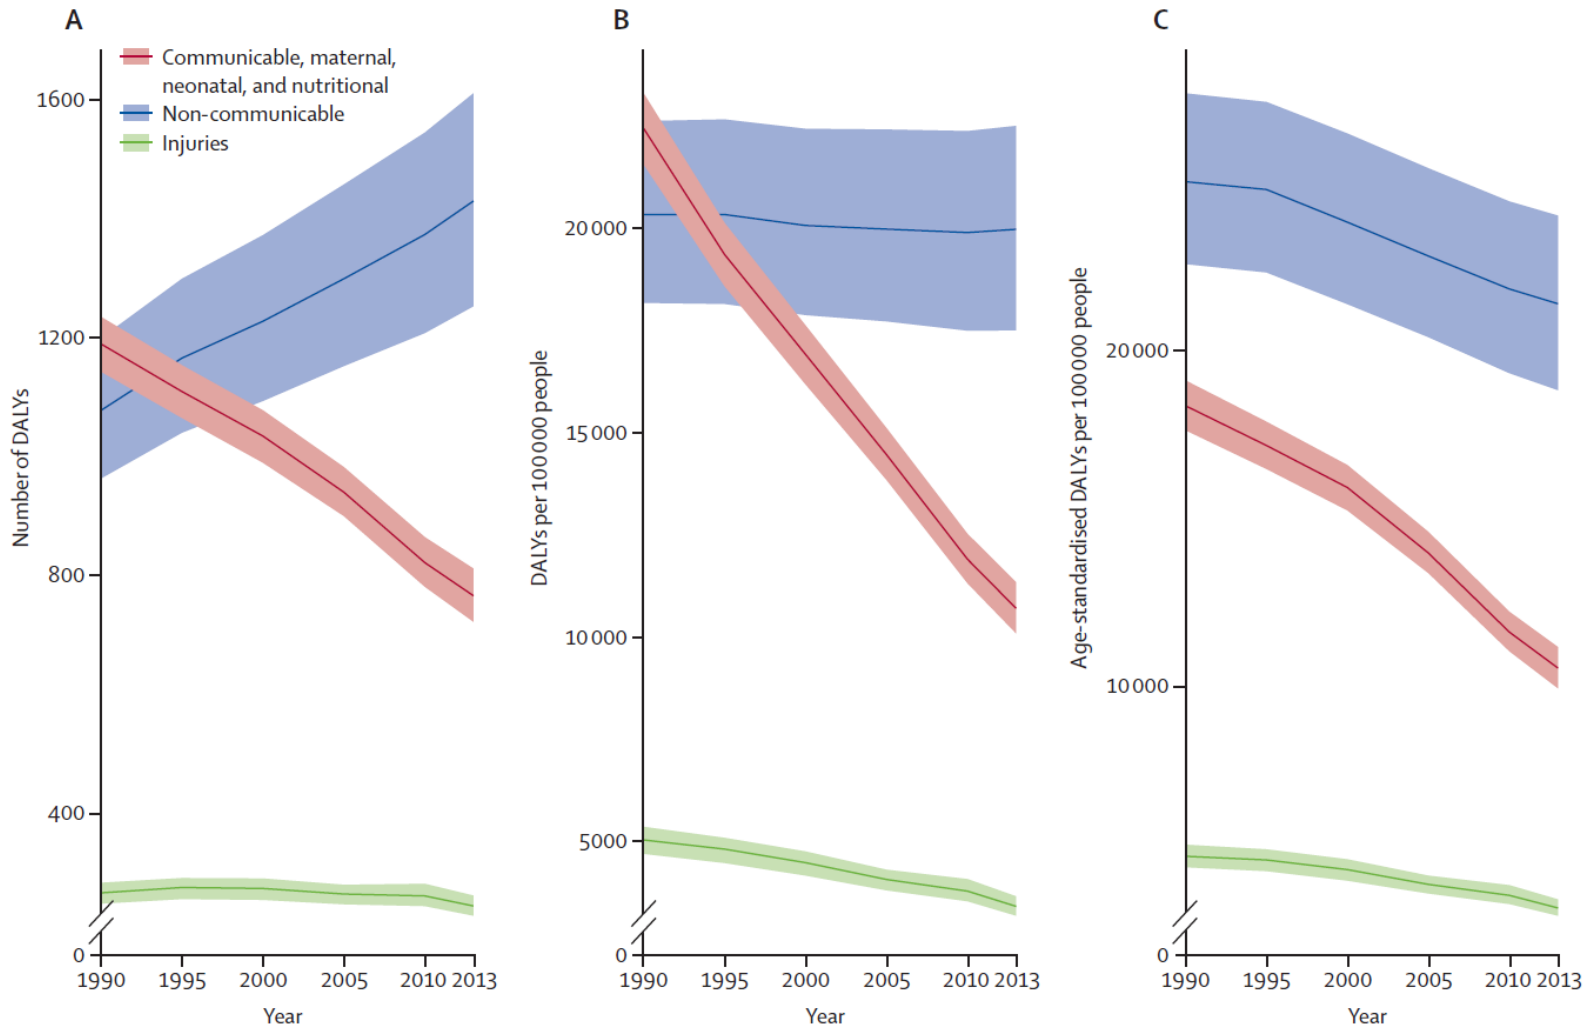 A
Communicable, maternal,
neonatal, and nutritional
Non-communicable
Injuries
1600
1200
800
400
0
Number of DALYs
1990 1995 2000 2005 2010 2013
Year
B
20 000
15 000
10 000
5000
0
DALYs per 100 000 people
1990 1995 2000 2005 2010 2013
Year
C
20 000
10 000
0
Age-standardised DALYs per 100 000 people
1990 1995 2000 2005 2010 2013
Year